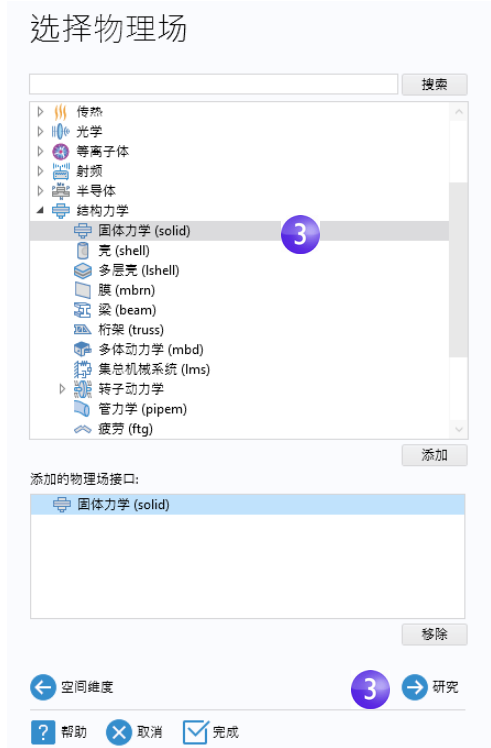 选择物理场
搜索
传热
光学
等离子体
射频
半导体
结构力学
固体力学 (solid)
3
壳 (shell)
多层壳 (lshell)
膜 (mbrn)
梁 (beam)
桁架 (truss)
多体动力学 (mbd)
集总机械系统 (lms)
转子动力学
管力学 (pipem)
疲劳 (ftg)
添加
添加的物理场接口:
固体力学 (solid)
移除
空间维度
3
研究
? 帮助
取消
完成